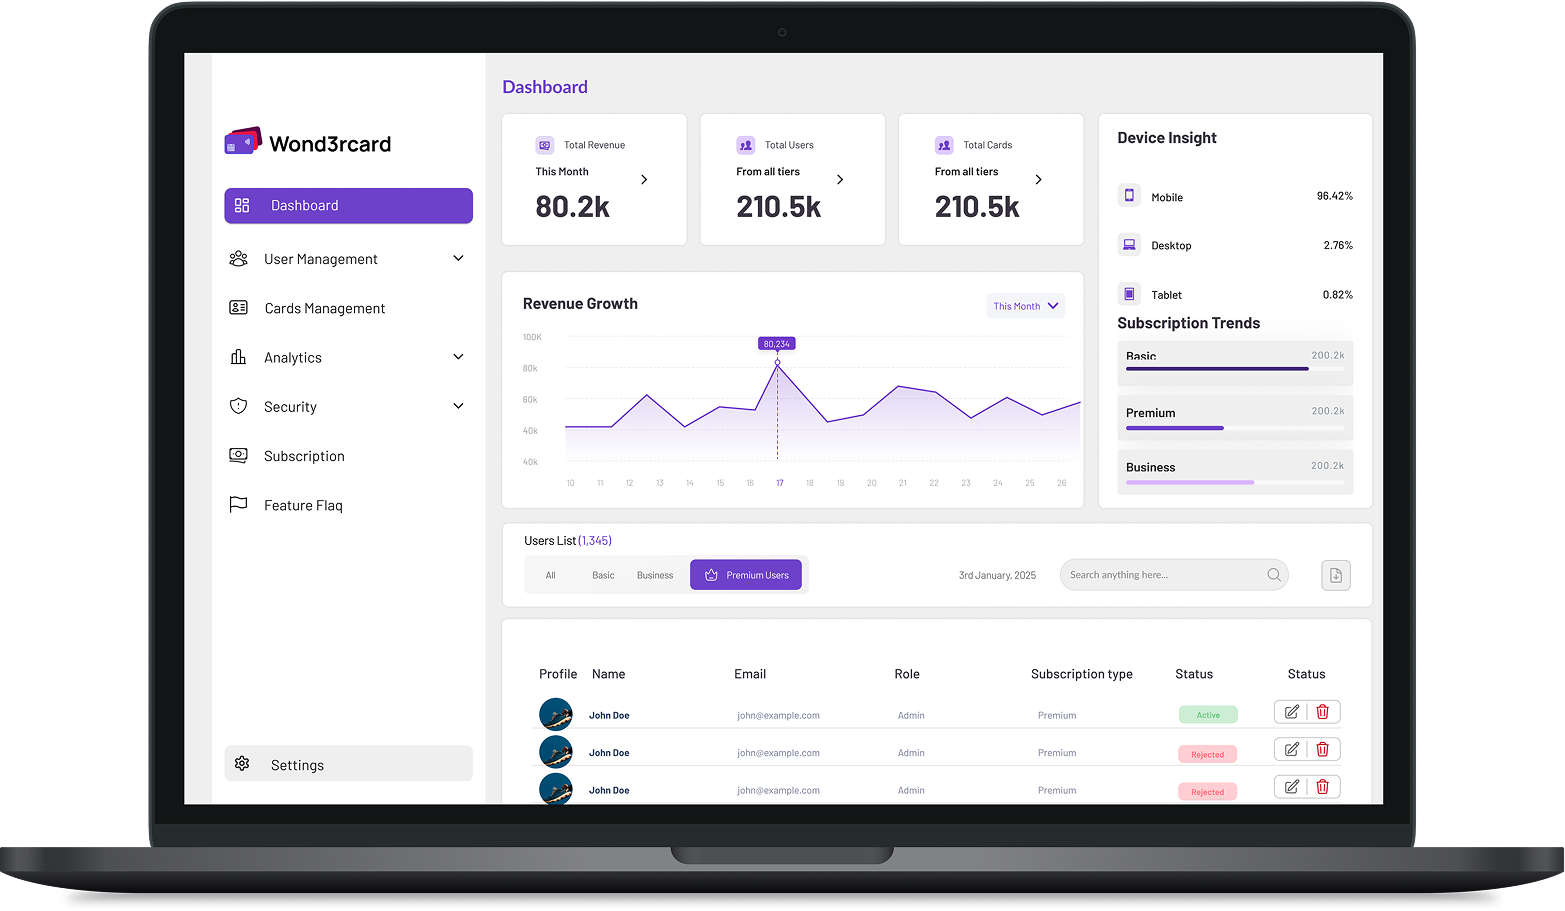 Wond3rcard
Dashboard
User Management
Cards Management
Analytics
Security
Subscription
Feature Flaq
Settings
Dashboard
Total Revenue
This Month
80.2k
Total Users
From all tiers
210.5k
Total Cards
From all tiers
210.5k
Device Insight
Mobile 96.42%
Desktop 2.76%
Tablet 0.82%
Subscription Trends
Basic 200.2k
Premium 200.2k
Business 200.2k
Revenue Growth
This Month
100K
80k
60k
40k
40k
80,234
10 11 12 13 14 15 16 17 18 19 20 21 22 23 24 25 26
Users List (1,345)
All Basic Business Premium Users
3rd January, 2025
Search anything here...
Profile Name Email Role Subscription type Status Status
John Doe john@example.com Admin Premium Active
John Doe john@example.com Admin Premium Rejected
John Doe john@example.com Admin Premium Rejected